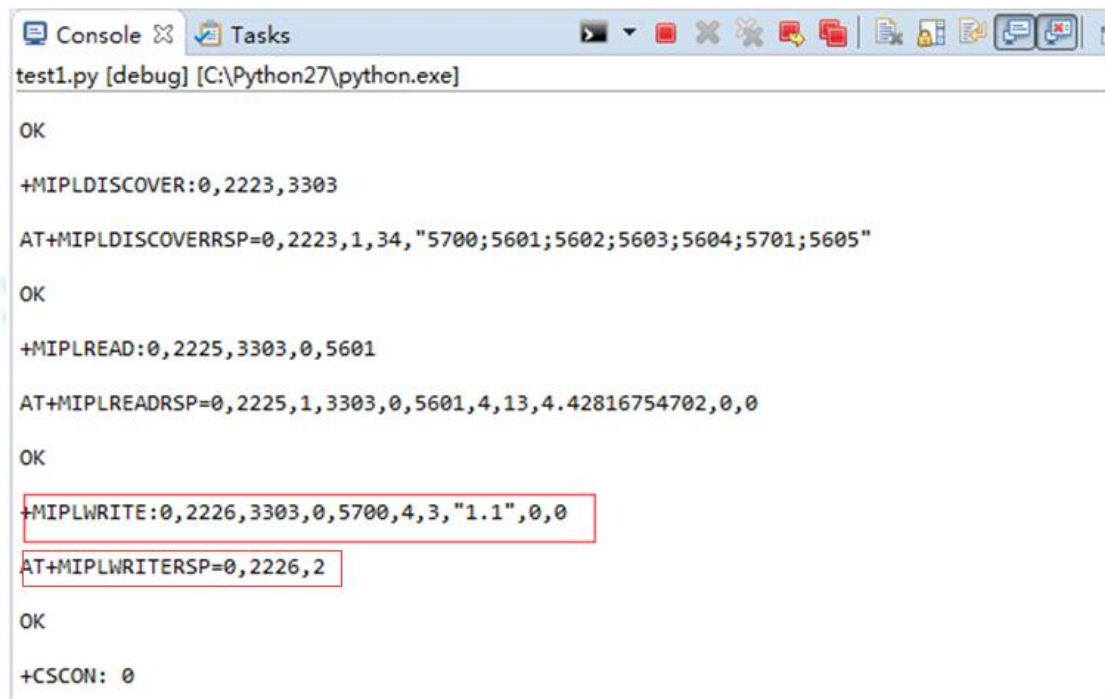 Console Tasks
test1.py [debug] [C:\Python27\python.exe]
OK
+MIPLDISCOVER:0,2223,3303
AT+MIPLDISCOVERRSP=0,2223,1,34,"5700;5601;5602;5603;5604;5701;5605"
OK
+MIPLREAD:0,2225,3303,0,5601
AT+MIPLREADRSP=0,2225,1,3303,0,5601,4,13,4.42816754702,0,0
OK
+MIPLWRITE:0,2226,3303,0,5700,4,3,"1.1",0,0
AT+MIPLWRITERSP=0,2226,2
OK
+CSCON: 0